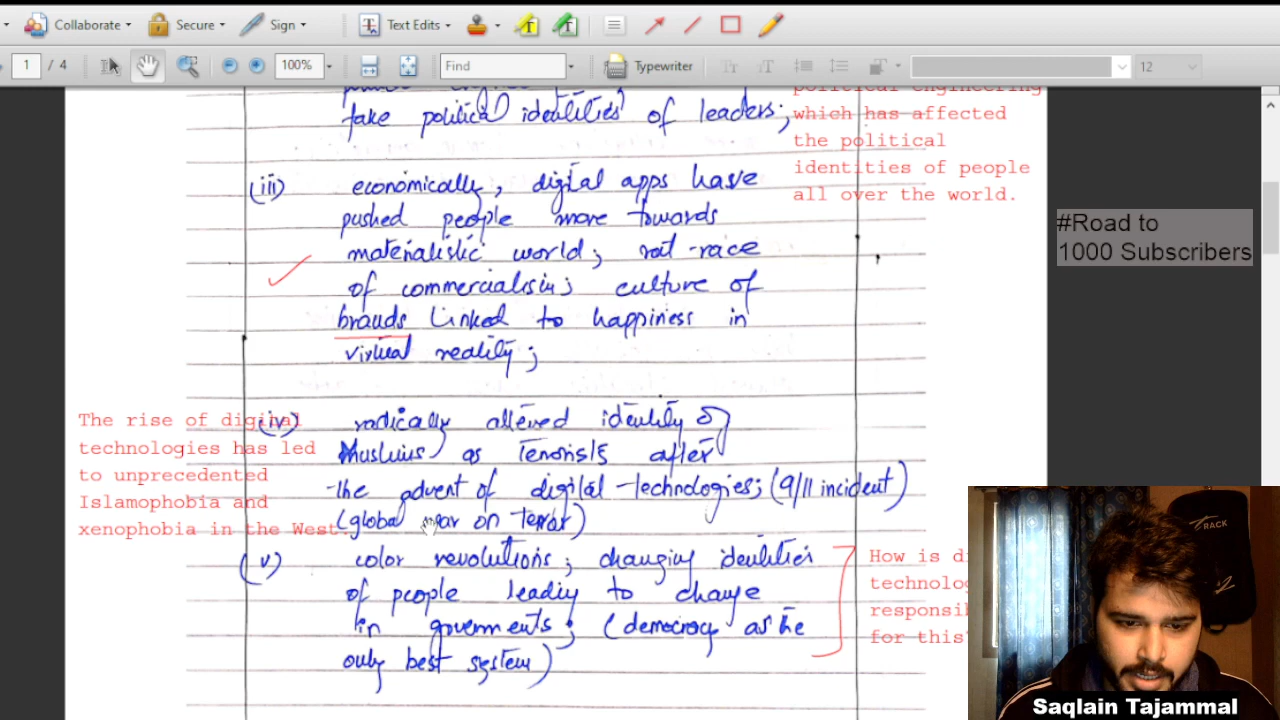 Collaborate Secure Sign Text Edits
1 / 4 100% Find Typewriter 12
fake political identities of leaders;
which has affected
the political
identities of people
all over the world.
#Road to
1000 Subscribers
(iii) economically, digital apps have
pushed people more towards
materialistic world; rat-race
of commercialism; culture of
brands linked to happiness in
virtual reality;
The rise of digital
technologies has led
to unprecedented
Islamophobia and
xenophobia in the West.
(iv) radically altered identity of
Muslims as Terrorists after
the advent of digital technologies; (9/11 incident)
(global war on terror)
(v) color revolutions; changing identities
of people leading to change
in governments; (democracy as the
only best system)
How is
for this
TRACK
Saqlain Tajammal